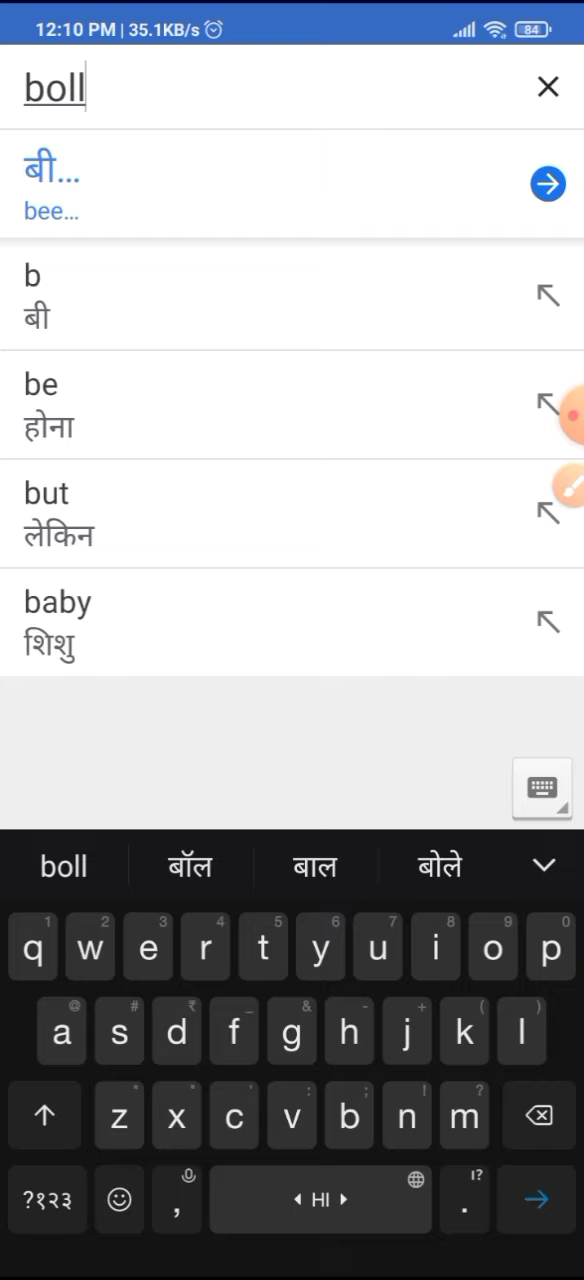 12:10 PM | 35.1KB/s 84
boll
बी...
bee...
b
बी
be
होना
but
लेकिन
baby
शिशु
boll बॉल बाल बोले
1 2 3 4 5 6 7 8 9 0
q w e r t y u i o p
@ # ₹ _ & - + ( )
a s d f g h j k l
* " ' : ; ! ?
z x c v b n m
?१२३ , HI . !?